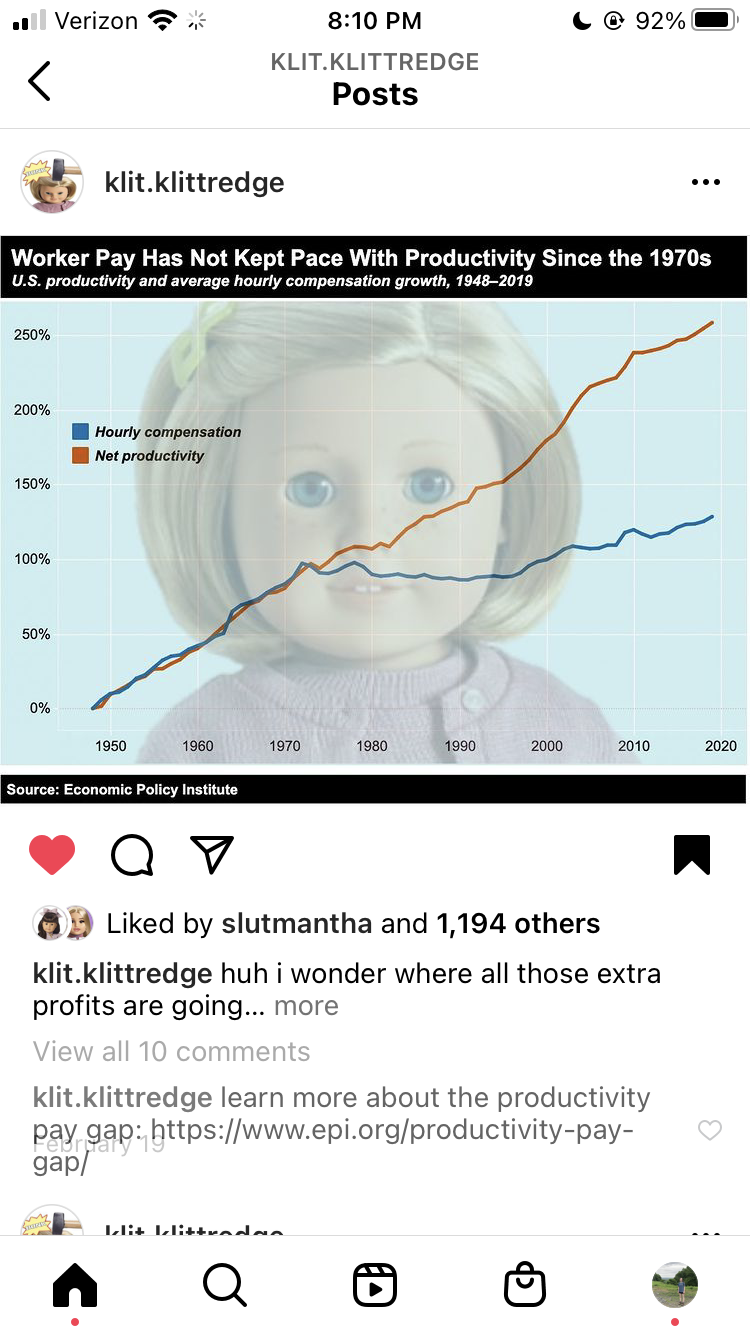 Verizon 8:10 PM 92%
KLIT.KLITTREDGE
Posts
klit.klittredge
Worker Pay Has Not Kept Pace With Productivity Since the 1970s
U.S. productivity and average hourly compensation growth, 1948–2019
250%
200%
Hourly compensation
Net productivity
150%
100%
50%
0%
1950 1960 1970 1980 1990 2000 2010 2020
Source: Economic Policy Institute
Liked by slutmantha and 1,194 others
klit.klittredge huh i wonder where all those extra
profits are going... more
View all 10 comments
klit.klittredge learn more about the productivity
pay gap: https://www.epi.org/productivity-pay-
February 19
gap/
klit.klittredge